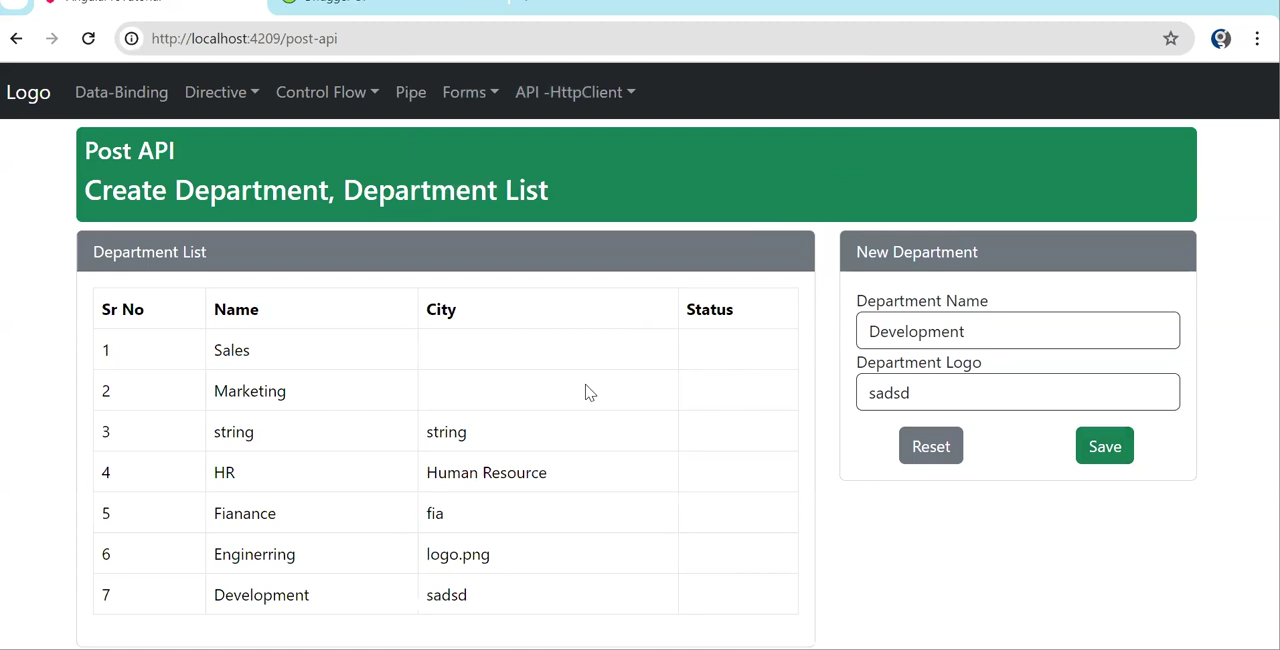 http://localhost:4209/post-api
Logo Data-Binding Directive Control Flow Pipe Forms API -HttpClient
Post API
Create Department, Department List
Department List
Sr No Name City Status
1 Sales
2 Marketing
3 string string
4 HR Human Resource
5 Fianance fia
6 Enginerring logo.png
7 Development sadsd
New Department
Department Name
Development
Department Logo
sadsd
Reset Save